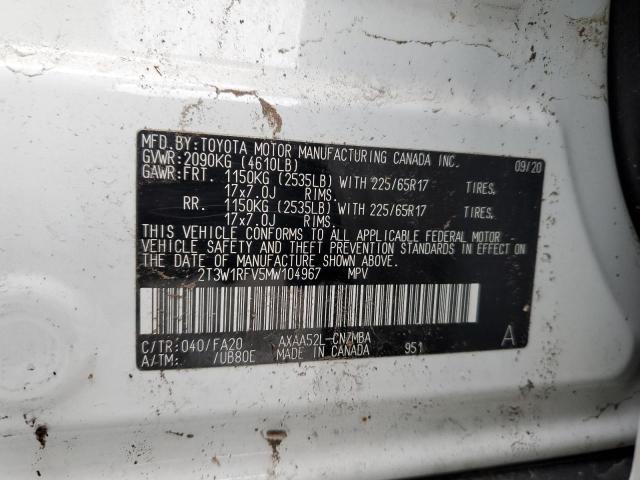 MFD. BY: TOYOTA MOTOR MANUFACTURING CANADA INC. 09/20
GVWR: 2090KG (4610LB)
GAWR: FRT. 1150KG (2535LB) WITH 225/65R17 TIRES,
17x7.0J RIMS.
RR. 1150KG (2535LB) WITH 225/65R17 TIRES,
17x7.0J RIMS.
THIS VEHICLE CONFORMS TO ALL APPLICABLE FEDERAL MOTOR
VEHICLE SAFETY AND THEFT PREVENTION STANDARDS IN EFFECT ON
THE DATE OF MANUFACTURE SHOWN ABOVE.
2T3W1RFV5MW104967 MPV
C/TR: 040/FA20 AXAA52L-CNZMBA A
A/TM: /UB80E MADE IN CANADA 951